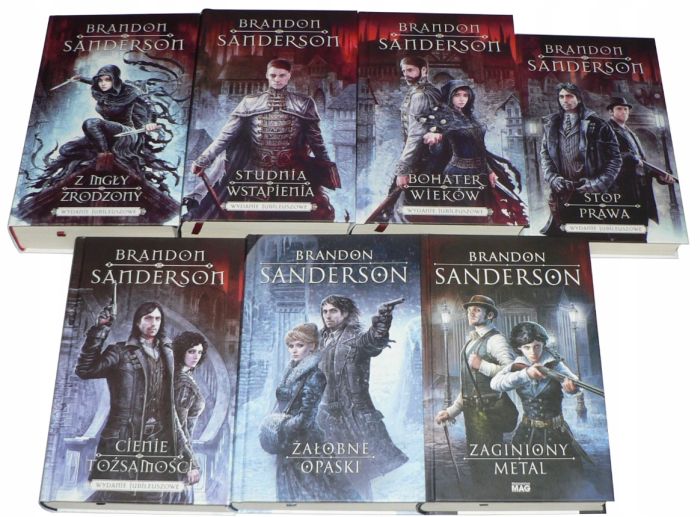 BRANDON
SANDERSON
Z MGŁY
ZRODZONY
WYDANIE JUBILEUSZOWE
BRANDON
SANDERSON
STUDNIA
WSTĄPIENIA
WYDANIE JUBILEUSZOWE
BRANDON
SANDERSON
BOHATER
WIEKÓW
WYDANIE JUBILEUSZOWE
BRANDON
SANDERSON
STOP
PRAWA
WYDANIE JUBILEUSZOWE
BRANDON
SANDERSON
CIENIE
TOŻSAMOŚCI
WYDANIE JUBILEUSZOWE
BRANDON
SANDERSON
ŻAŁOBNE
OPASKI
BRANDON
SANDERSON
ZAGINIONY
METAL
MAG